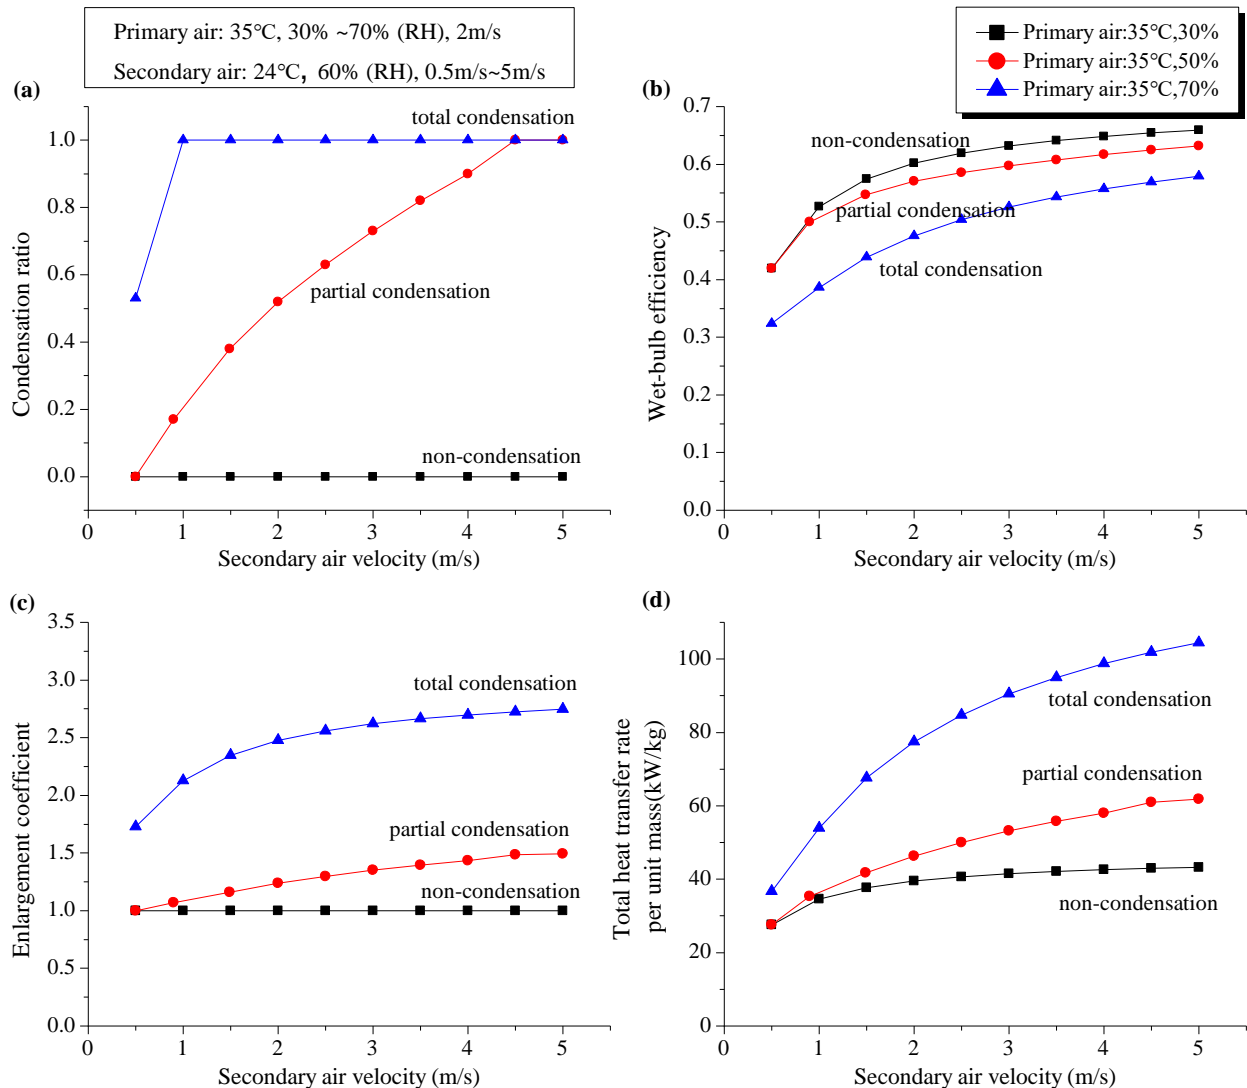 Primary air: 35℃, 30% ~70% (RH), 2m/s
Secondary air: 24℃, 60% (RH), 0.5m/s~5m/s
Primary air:35℃,30%
Primary air:35℃,50%
Primary air:35℃,70%
(a)
1.0
0.8
0.6
0.4
0.2
0.0
Condensation ratio
total condensation
partial condensation
non-condensation
0 1 2 3 4 5
Secondary air velocity (m/s)
(b)
0.7
0.6
0.5
0.4
0.3
0.2
0.1
0.0
Wet-bulb efficiency
non-condensation
partial condensation
total condensation
0 1 2 3 4 5
Secondary air velocity (m/s)
(c)
3.5
3.0
2.5
2.0
1.5
1.0
0.5
0.0
Enlargement coefficient
total condensation
partial condensation
non-condensation
0 1 2 3 4 5
Secondary air velocity (m/s)
(d)
100
80
60
40
20
0
Total heat transfer rate
per unit mass(kW/kg)
total condensation
partial condensation
non-condensation
0 1 2 3 4 5
Secondary air velocity (m/s)